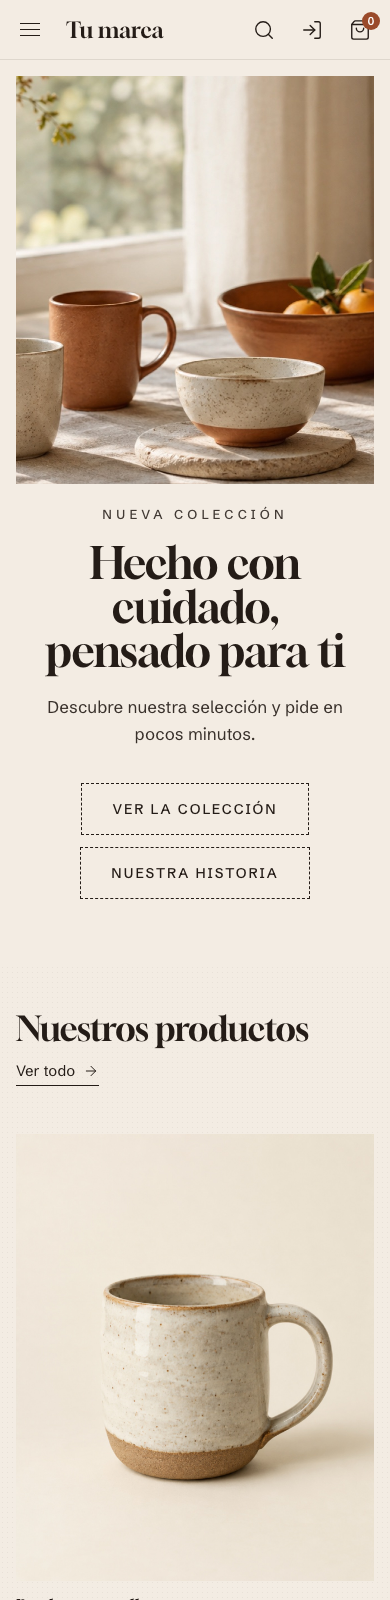 Tu marca
0
NUEVA COLECCIÓN
Hecho con
cuidado,
pensado para ti
Descubre nuestra selección y pide en
pocos minutos.
VER LA COLECCIÓN
NUESTRA HISTORIA
Nuestros productos
Ver todo